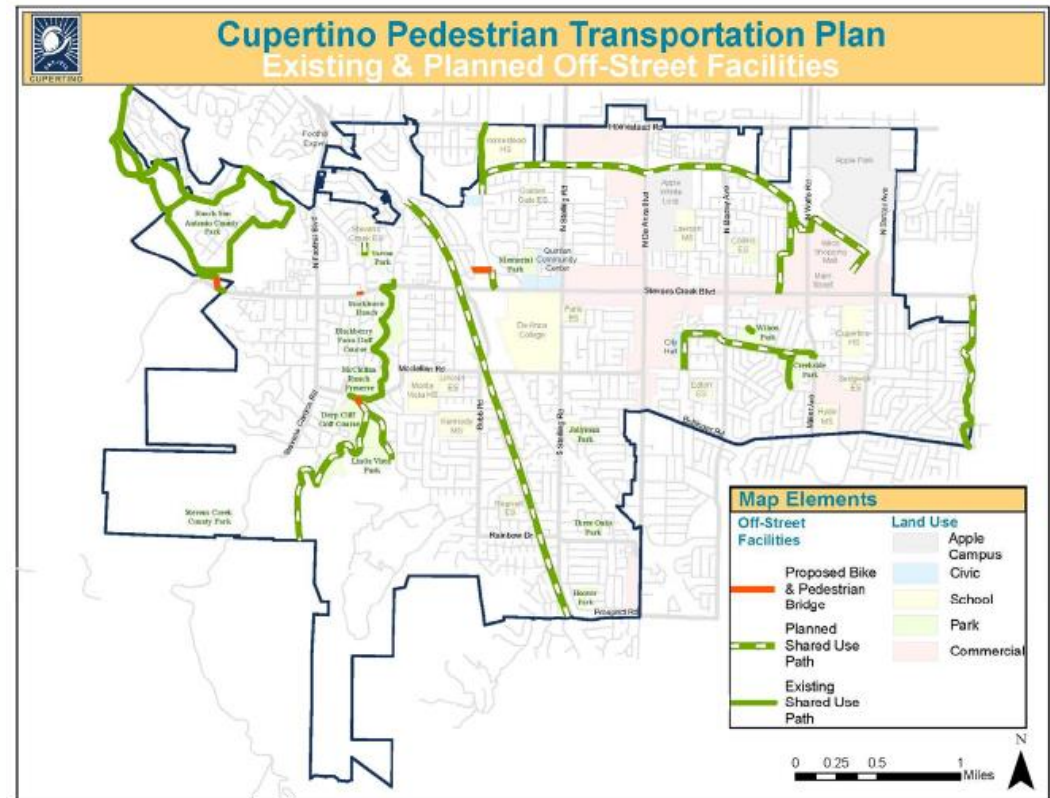 Cupertino Pedestrian Transportation Plan
Existing & Planned Off-Street Facilities
CUPERTINO
Homestead Rd
Foothill
Expwy
Homestead
HS
Apple Park
Garden
Gate ES
N Stelling Rd
N De Anza Blvd
Apple
Infinite
Loop
N Blaney Ave
N Wolfe Rd
N Tantau Ave
Rancho San
Antonio County
Park
N Foothill Blvd
Stevens
Creek ES
Varian
Park
Lawson
MS
Collins
ES
Memorial
Park
Quinlan
Community
Center
Vallco
Shopping
Mall
Main
Street
Stevens Creek Blvd
Stocklmeir
Ranch
Blackberry
Farm Golf
Course
De Anza
College
Faria
ES
City
Hall
Wilson
Park
Cupertino
HS
McClellan
Ranch
Preserve
Mcclellan Rd
Creekside
Park
Sedgwick
ES
Monta
Vista HS
Lincoln
ES
Eaton
ES
Deep Cliff
Golf Course
Stevens Canyon Rd
Bubb Rd
Kennedy
MS
S Stelling Rd
Jollyman
Park
Bollinger Rd
Miller Ave
Hyde
MS
Linda Vista
Park
Stevens Creek
County Park
Regnart
ES
Rainbow Dr
Three Oaks
Park
Hoover
Park
Prospect Rd
Map Elements
Off-Street
Facilities
Proposed Bike
& Pedestrian
Bridge
Planned
Shared Use
Path
Existing
Shared Use
Path
Land Use
Apple
Campus
Civic
School
Park
Commercial
N
0 0.25 0.5 1
Miles